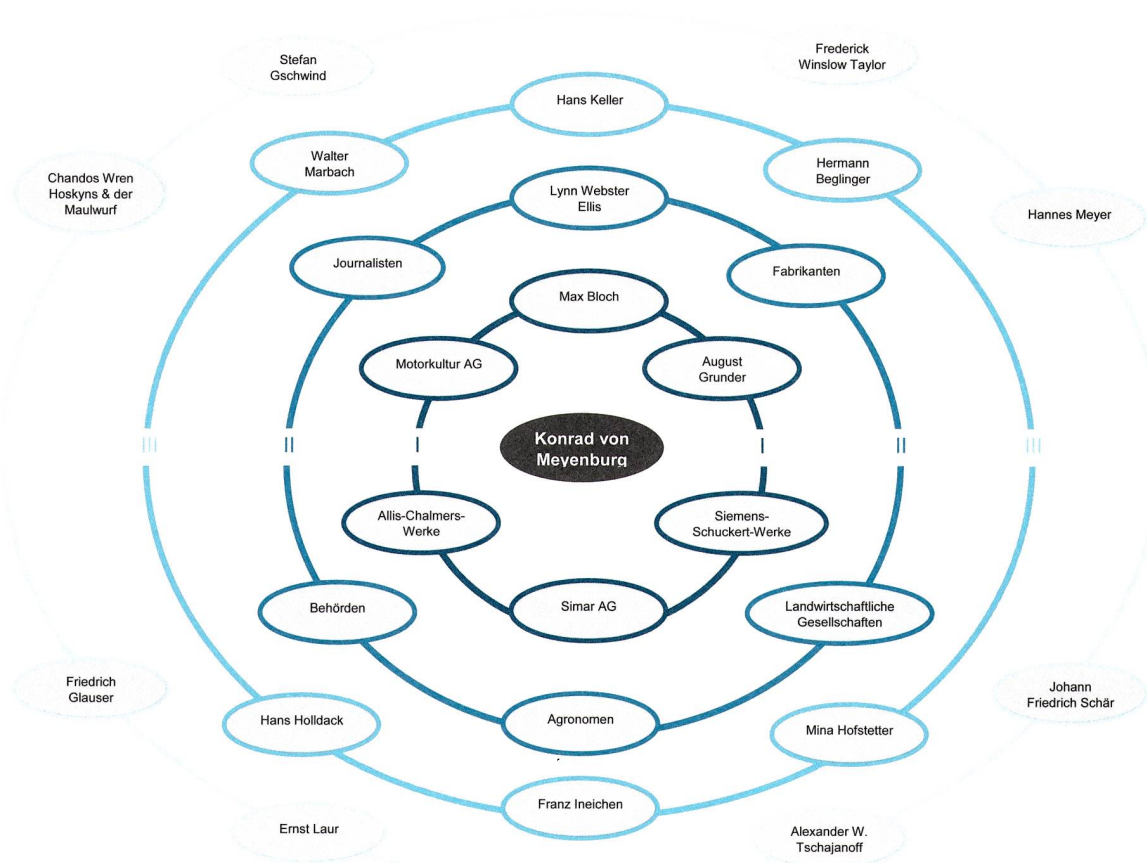 Frederick
Winslow Taylor
Stefan
Gschwind
Hans Keller
Walter
Marbach
Hermann
Beglinger
Chandos Wren
Hoskyns & der
Maulwurf
Lynn Webster
Ellis
Hannes Meyer
Journalisten
Fabrikanten
Max Bloch
Motorkultur AG
August
Grunder
Konrad von
Meyenburg
III
II
I
I
II
III
Allis-Chalmers-
Werke
Siemens-
Schuckert-Werke
Behörden
Simar AG
Landwirtschaftliche
Gesellschaften
Friedrich
Glauser
Johann
Friedrich Schär
Hans Holldack
Agronomen
Mina Hofstetter
Franz Ineichen
Ernst Laur
Alexander W.
Tschajanoff